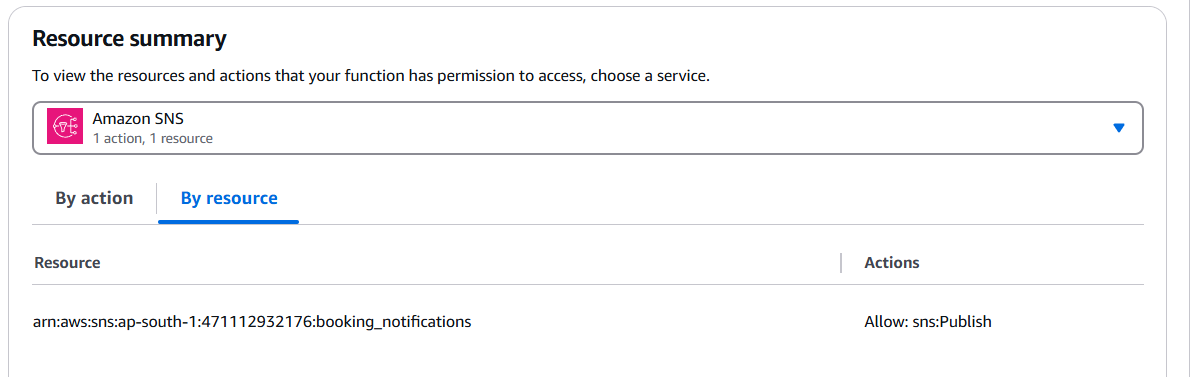 Resource summary
To view the resources and actions that your function has permission to access, choose a service.
Amazon SNS
1 action, 1 resource
By action
By resource
Resource
Actions
arn:aws:sns:ap-south-1:471112932176:booking_notifications
Allow: sns:Publish